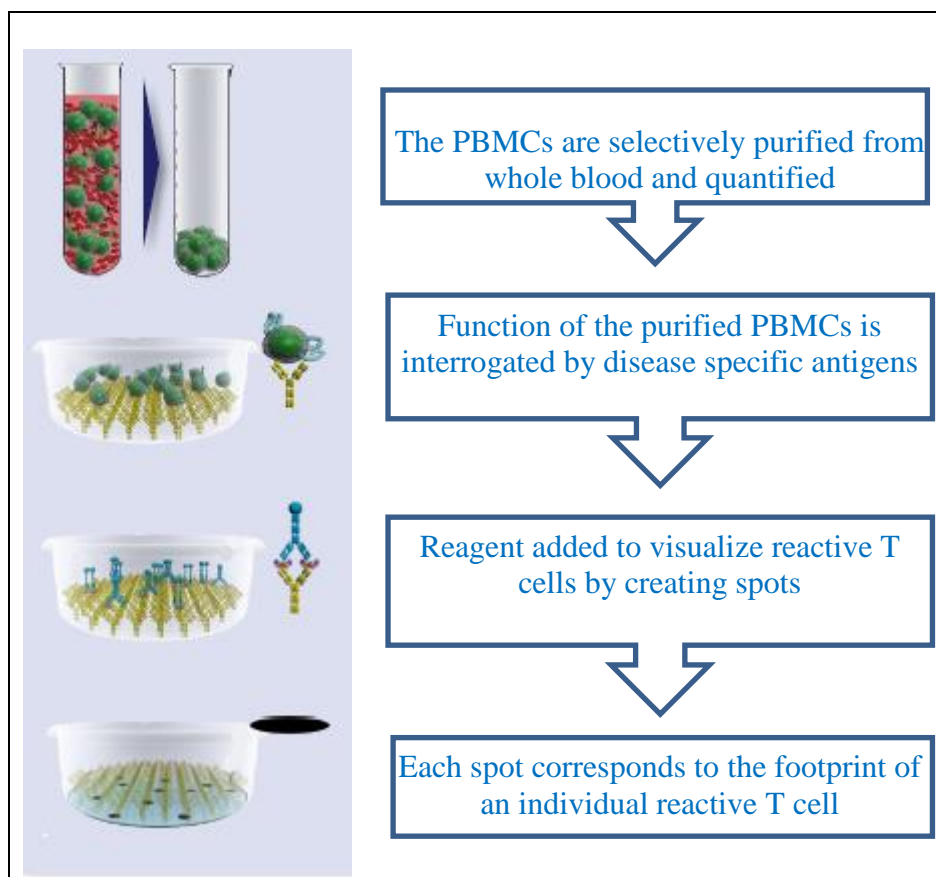 The PBMCs are selectively purified from
whole blood and quantified
Function of the purified PBMCs is
interrogated by disease specific antigens
Reagent added to visualize reactive T
cells by creating spots
Each spot corresponds to the footprint of
an individual reactive T cell